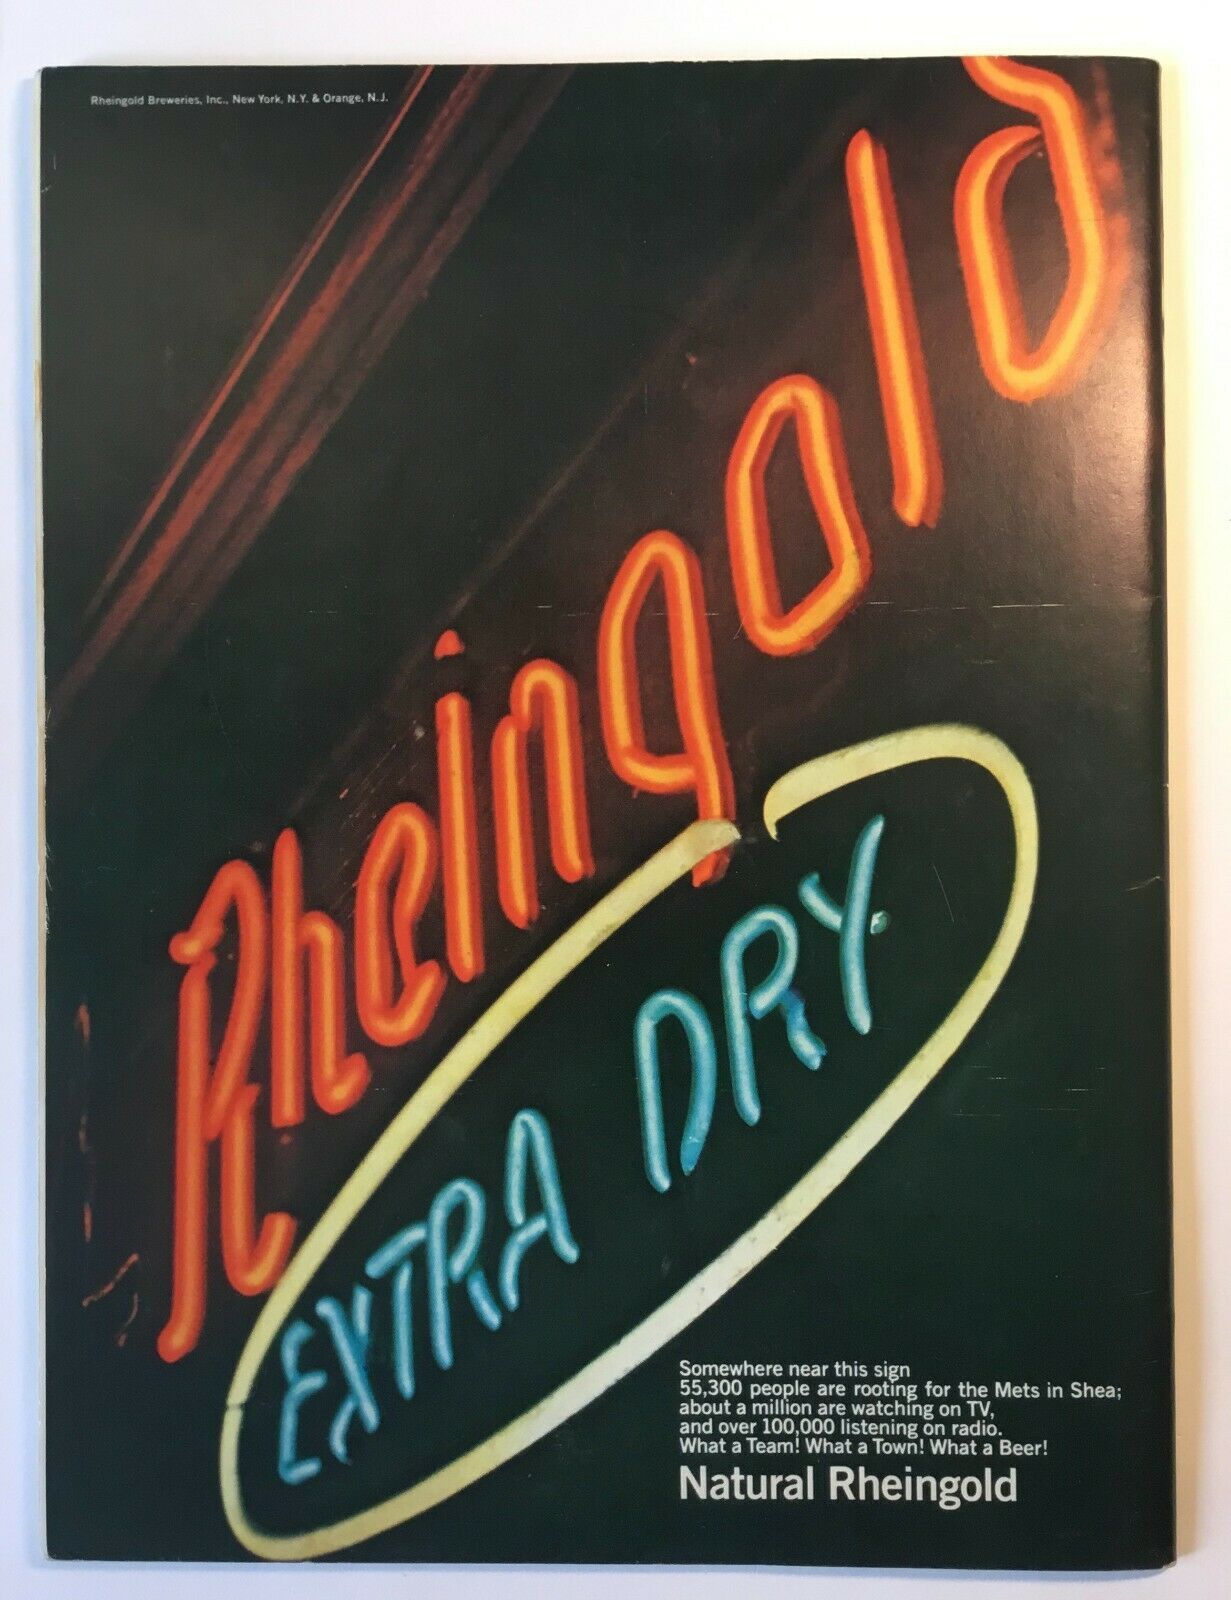 Rheingold Breweries, Inc., New York, N.Y. & Orange, N.J.
Rheingold
EXTRA DRY.
Somewhere near this sign
55,300 people are rooting for the Mets in Shea;
about a million are watching on TV,
and over 100,000 listening on radio.
What a Team! What a Town! What a Beer!
Natural Rheingold